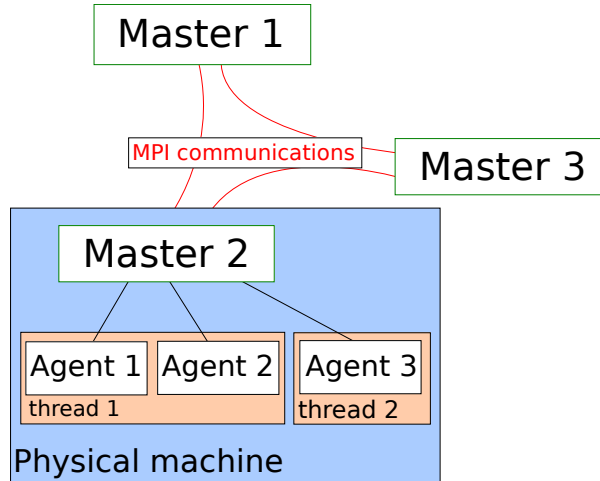 Master 1
MPI communications
Master 3
Master 2
Agent 1
Agent 2
Agent 3
thread 1
thread 2
Physical machine